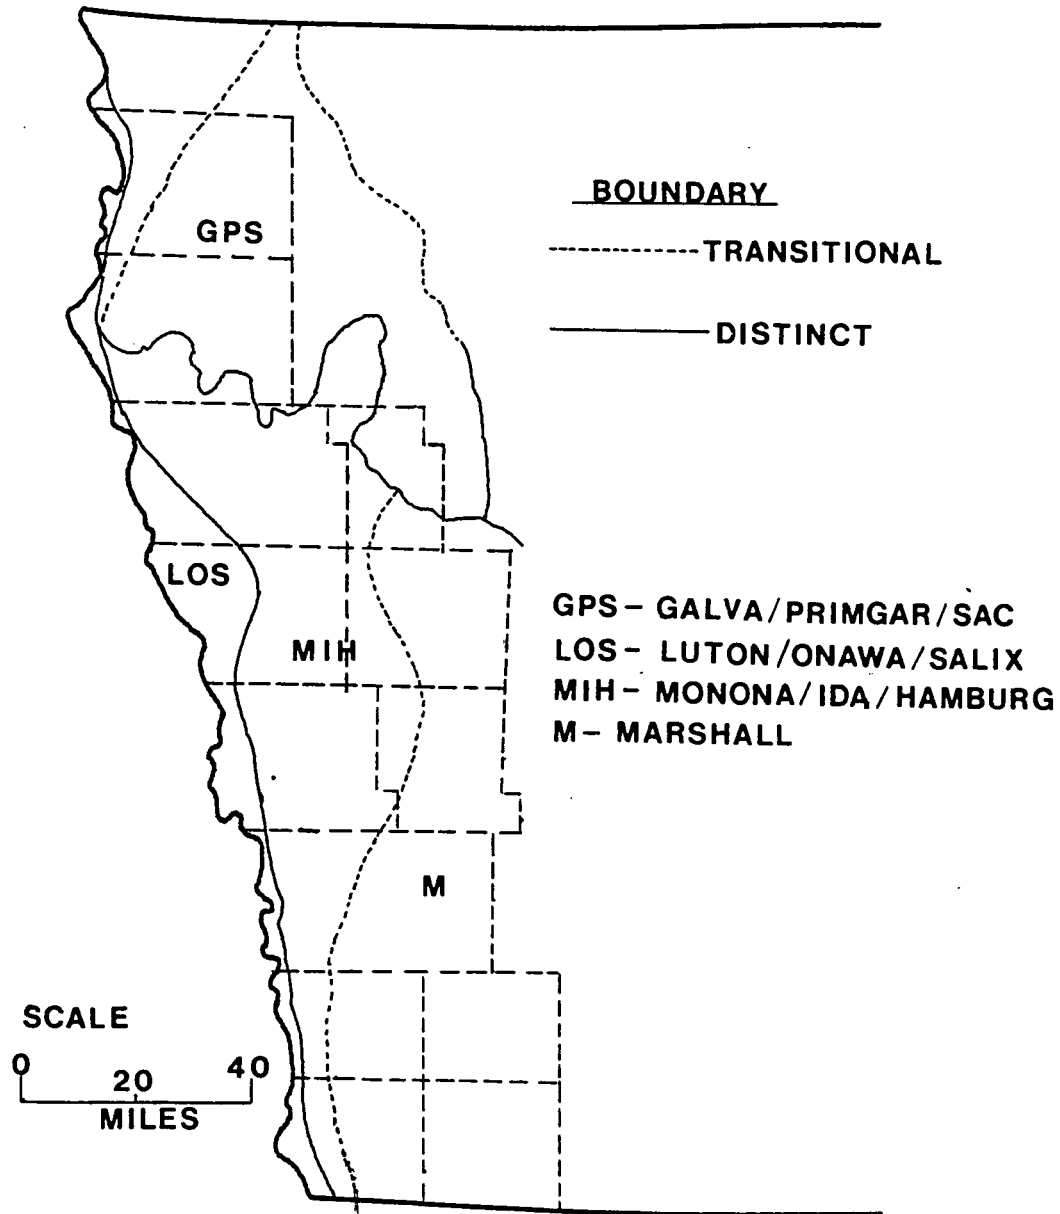 BOUNDARY
GPS
TRANSITIONAL
DISTINCT
LOS
MIH
GPS– GALVA/PRIMGAR/SAC
LOS– LUTON/ONAWA/SALIX
MIH– MONONA/IDA/HAMBURG
M– MARSHALL
M
SCALE
0 20 40
MILES